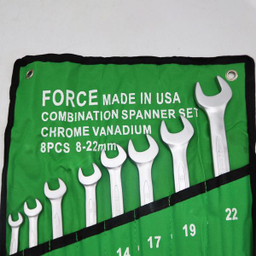 FORCE MADE IN USA
COMBINATION SPANNER SET
CHROME VANADIUM
8PCS 8-22mm
14 17 19 22